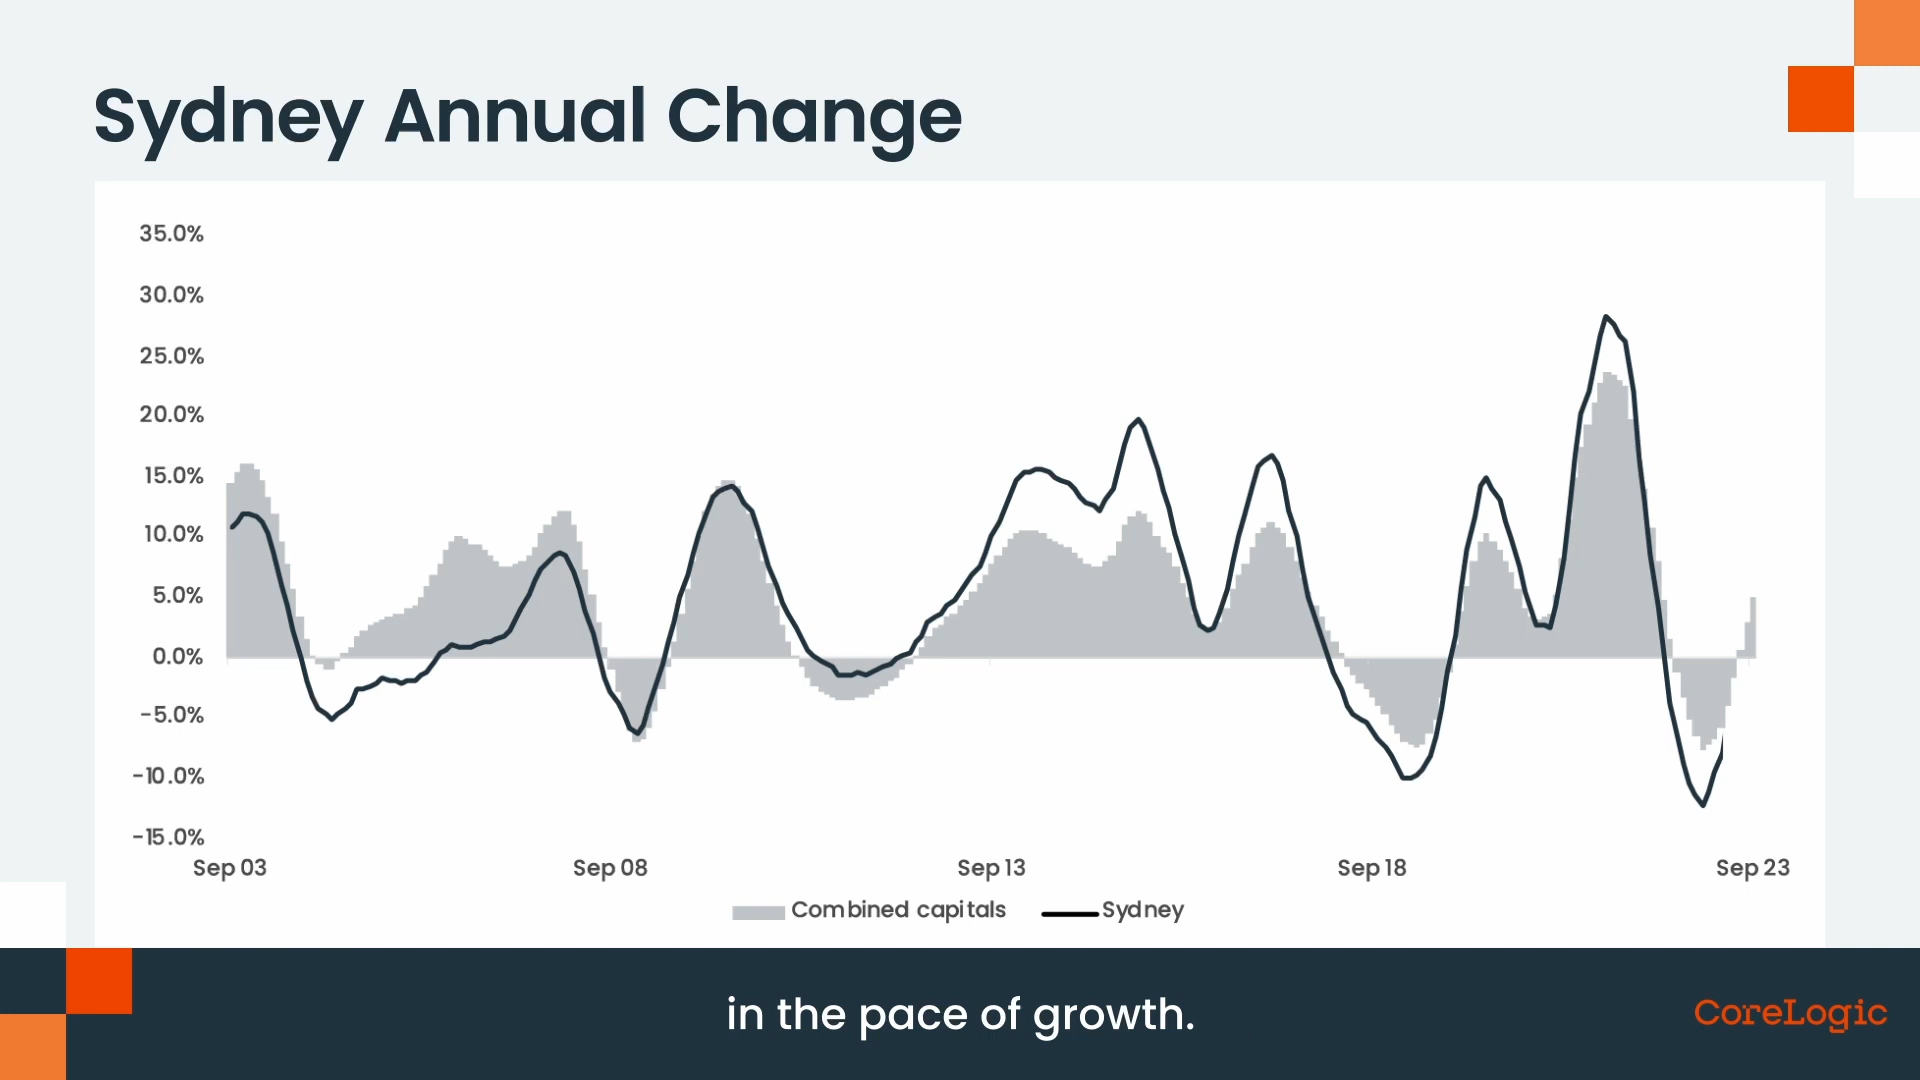 Sydney Annual Change
35.0%
30.0%
25.0%
20.0%
15.0%
10.0%
5.0%
0.0%
-5.0%
-10.0%
-15.0%
Sep 03 Sep 08 Sep 13 Sep 18 Sep 23
Combined capitals Sydney
in the pace of growth.
CoreLogic